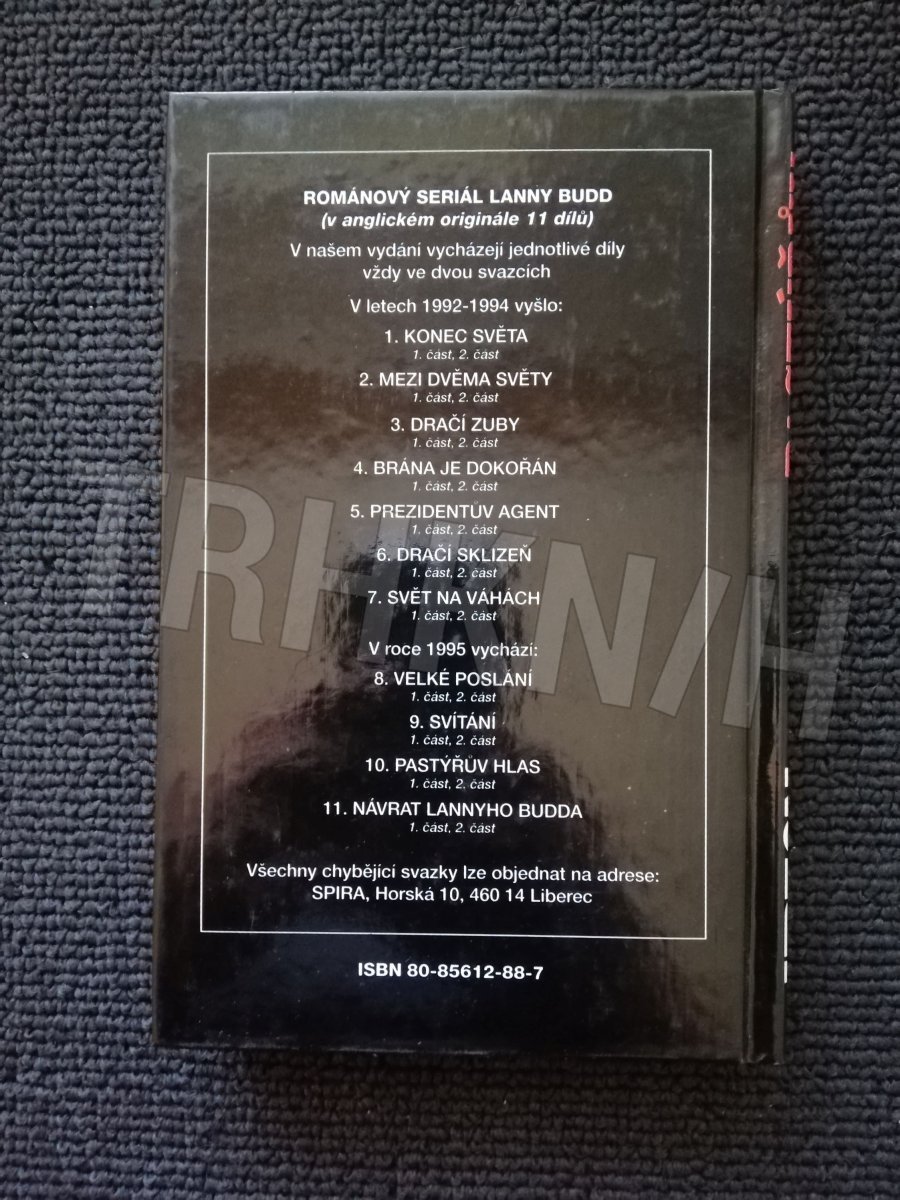 ROMÁNOVÝ SERIÁL LANNY BUDD
(v anglickém originále 11 dílů)
V našem vydání vycházejí jednotlivé díly
vždy ve dvou svazcích
V letech 1992-1994 vyšlo:
1. KONEC SVĚTA
1. část, 2. část
2. MEZI DVĚMA SVĚTY
1. část, 2. část
3. DRAČÍ ZUBY
1. část, 2. část
4. BRÁNA JE DOKOŘÁN
1. část, 2. část
5. PREZIDENTŮV AGENT
1. část, 2. část
6. DRAČÍ SKLIZEŇ
1. část, 2. část
7. SVĚT NA VÁHÁCH
1. část, 2. část
V roce 1995 vychází:
8. VELKÉ POSLÁNÍ
1. část, 2. část
9. SVÍTÁNÍ
1. část, 2. část
10. PASTÝŘŮV HLAS
1. část, 2. část
11. NÁVRAT LANNYHO BUDDA
1. část, 2. část
Všechny chybějící svazky lze objednat na adrese:
SPIRA, Horská 10, 460 14 Liberec
ISBN 80-85612-88-7
TRHKNIH